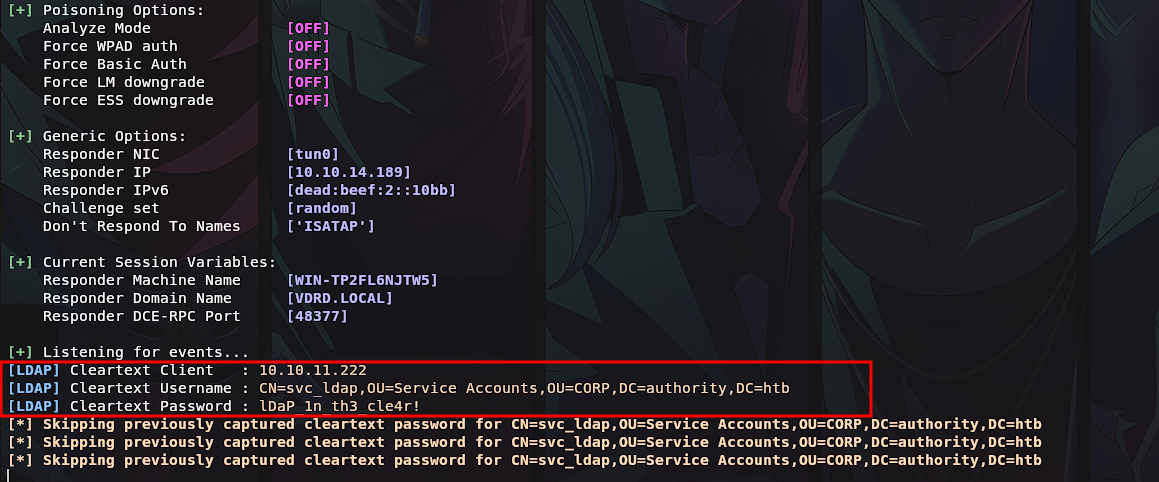 [+] Poisoning Options:
Analyze Mode [OFF]
Force WPAD auth [OFF]
Force Basic Auth [OFF]
Force LM downgrade [OFF]
Force ESS downgrade [OFF]
[+] Generic Options:
Responder NIC [tun0]
Responder IP [10.10.14.189]
Responder IPv6 [dead:beef:2::10bb]
Challenge set [random]
Don't Respond To Names ['ISATAP']
[+] Current Session Variables:
Responder Machine Name [WIN-TP2FL6NJTW5]
Responder Domain Name [VDRD.LOCAL]
Responder DCE-RPC Port [48377]
[+] Listening for events...
[LDAP] Cleartext Client : 10.10.11.222
[LDAP] Cleartext Username : CN=svc_ldap,OU=Service Accounts,OU=CORP,DC=authority,DC=htb
[LDAP] Cleartext Password : lDaP_1n_th3_cle4r!
[*] Skipping previously captured cleartext password for CN=svc_ldap,OU=Service Accounts,OU=CORP,DC=authority,DC=htb
[*] Skipping previously captured cleartext password for CN=svc_ldap,OU=Service Accounts,OU=CORP,DC=authority,DC=htb
[*] Skipping previously captured cleartext password for CN=svc_ldap,OU=Service Accounts,OU=CORP,DC=authority,DC=htb